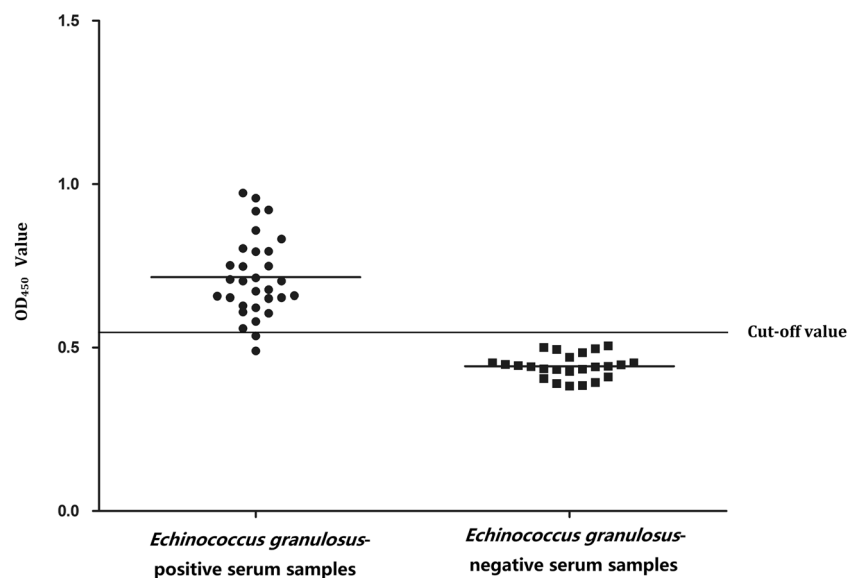 1.5
1.0
0.5
0.0
OD₄₅₀ Value
Cut-off value
Echinococcus granulosus-
positive serum samples
Echinococcus granulosus-
negative serum samples